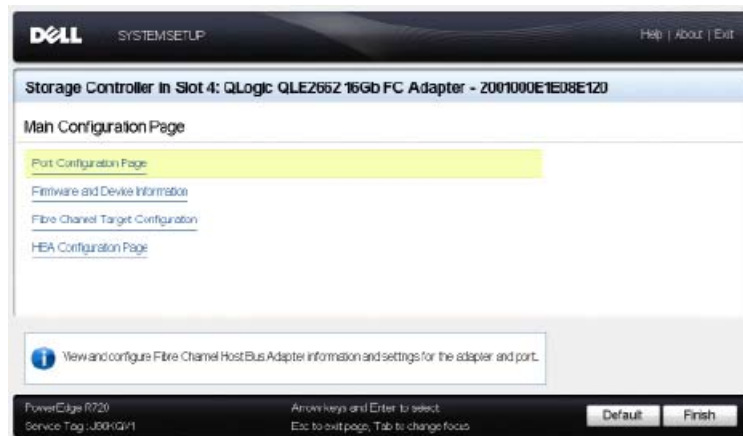 DELL SYSTEM SETUP Help | About | Exit
Storage Controller in Slot 4: QLogic QLE2662 16Gb FC Adapter - 2001000E1E08E120
Main Configuration Page
Port Configuration Page
Firmware and Device Information
Fibre Channel Target Configuration
HBA Configuration Page
View and configure Fibre Channel Host Bus Adapter information and settings for the adapter and port.
PowerEdge R720 Arrow keys and Enter to select Default Finish
Service Tag : Esc to exit page, Tab to change focus